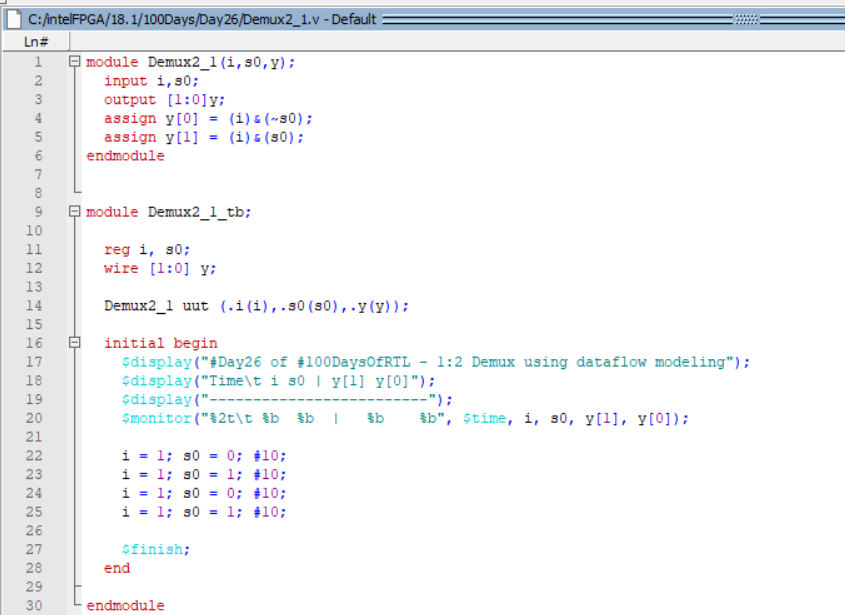 C:/intelFPGA/18.1/100Days/Day26/Demux2_1.v - Default
Ln#
1 module Demux2_1(i,s0,y);
2 input i,s0;
3 output [1:0]y;
4 assign y[0] = (i)&(~s0);
5 assign y[1] = (i)&(s0);
6 endmodule
7
8
9 module Demux2_1_tb;
10
11 reg i, s0;
12 wire [1:0] y;
13
14 Demux2_1 uut (.i(i),.s0(s0),.y(y));
15
16 initial begin
17 $display("#Day26 of #100DaysOfRTL - 1:2 Demux using dataflow modeling");
18 $display("Time\t i s0 | y[1] y[0]");
19 $display("-------------------------");
20 $monitor("%2t\t %b  %b  |   %b    %b", $time, i, s0, y[1], y[0]);
21
22 i = 1; s0 = 0; #10;
23 i = 1; s0 = 1; #10;
24 i = 1; s0 = 0; #10;
25 i = 1; s0 = 1; #10;
26
27 $finish;
28 end
29
30 endmodule